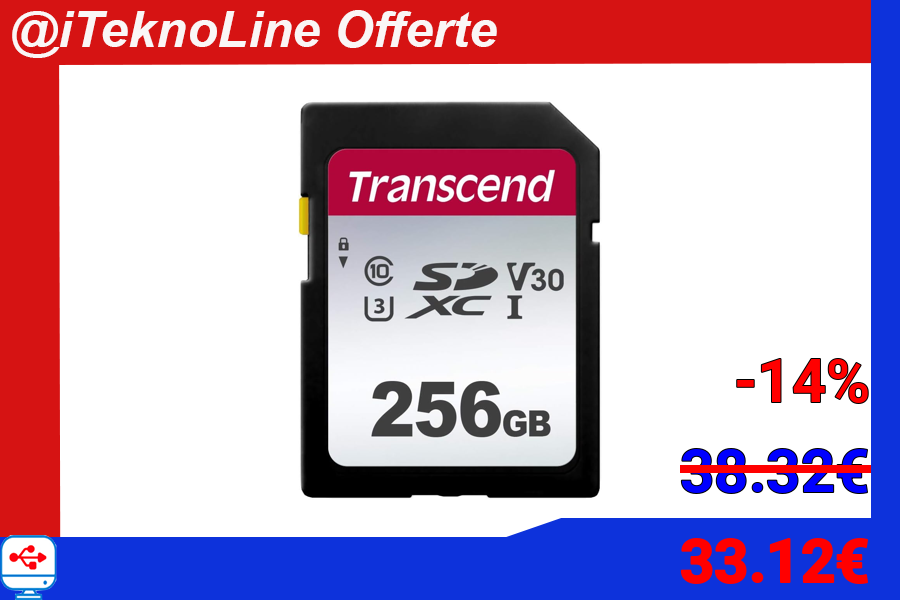 @iTeknoLine Offerte
Transcend
10 SD V30
3 XC I
256GB
-14%
38.32€
33.12€